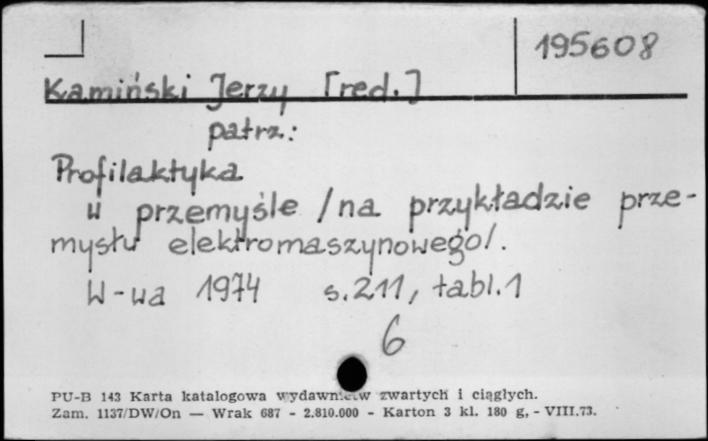 195608
Kamiński Jerzy [red.]
patrz:
Profilaktyka
w przemyśle /na przykładzie prze-
mysłu elektromaszynowego/.
W-wa 1974 s.211, tabl.1
6
PU-B 143 Karta katalogowa wydawnictw zwartych i ciągłych.
Zam. 1137/DW/On — Wrak 687 - 2.810.000 - Karton 3 kl. 180 g, - VIII.73.